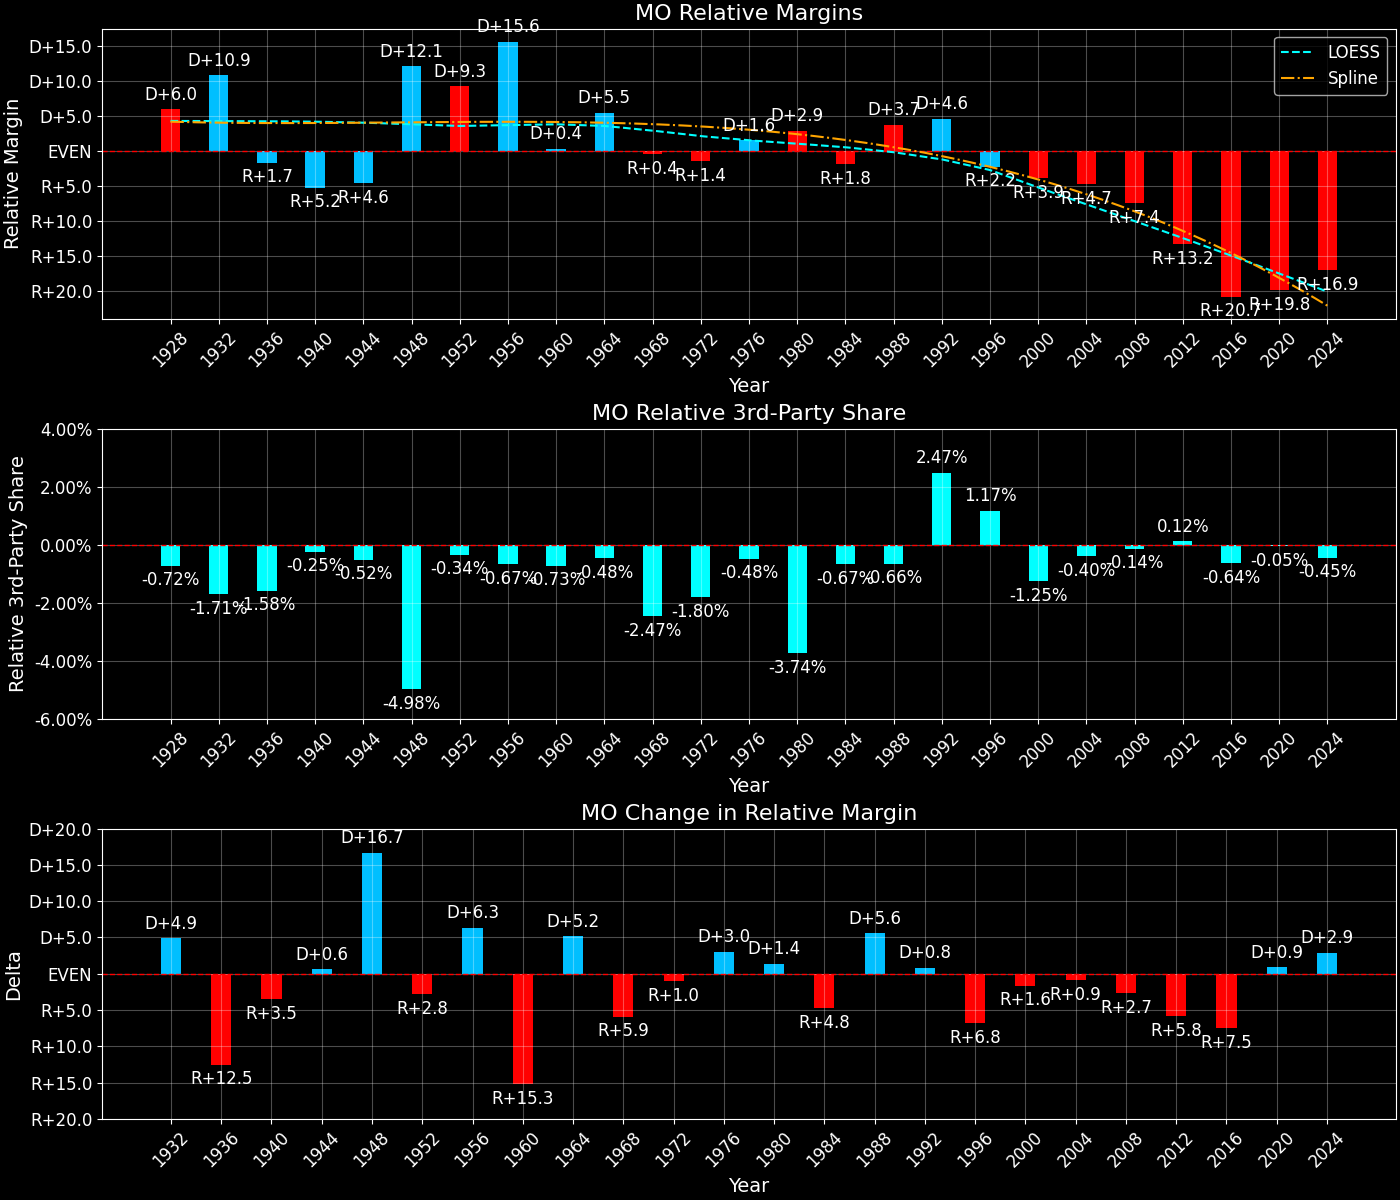 MO Relative Margins
Relative Margin
D+15.0
D+10.0
D+5.0
EVEN
R+5.0
R+10.0
R+15.0
R+20.0
LOESS
Spline
D+6.0
D+10.9
R+1.7
R+5.2
R+4.6
D+12.1
D+9.3
D+15.6
D+0.4
D+5.5
R+0.4
R+1.4
D+1.6
D+2.9
R+1.8
D+3.7
D+4.6
R+2.2
R+3.9
R+4.7
R+7.4
R+13.2
R+20.7
R+19.8
R+16.9
1928 1932 1936 1940 1944 1948 1952 1956 1960 1964 1968 1972 1976 1980 1984 1988 1992 1996 2000 2004 2008 2012 2016 2020 2024
Year
MO Relative 3rd-Party Share
Relative 3rd-Party Share
4.00%
2.00%
0.00%
-2.00%
-4.00%
-6.00%
-0.72%
-1.71%
-1.58%
-0.25%
-0.52%
-4.98%
-0.34%
-0.67%
-0.73%
-0.48%
-2.47%
-1.80%
-0.48%
-3.74%
-0.67%
-0.66%
2.47%
1.17%
-1.25%
-0.40%
-0.14%
0.12%
-0.64%
-0.05%
-0.45%
1928 1932 1936 1940 1944 1948 1952 1956 1960 1964 1968 1972 1976 1980 1984 1988 1992 1996 2000 2004 2008 2012 2016 2020 2024
Year
MO Change in Relative Margin
Delta
D+20.0
D+15.0
D+10.0
D+5.0
EVEN
R+5.0
R+10.0
R+15.0
R+20.0
D+4.9
R+12.5
R+3.5
D+0.6
D+16.7
R+2.8
D+6.3
R+15.3
D+5.2
R+5.9
R+1.0
D+3.0
D+1.4
R+4.8
D+5.6
D+0.8
R+6.8
R+1.6
R+0.9
R+2.7
R+5.8
R+7.5
D+0.9
D+2.9
1932 1936 1940 1944 1948 1952 1956 1960 1964 1968 1972 1976 1980 1984 1988 1992 1996 2000 2004 2008 2012 2016 2020 2024
Year